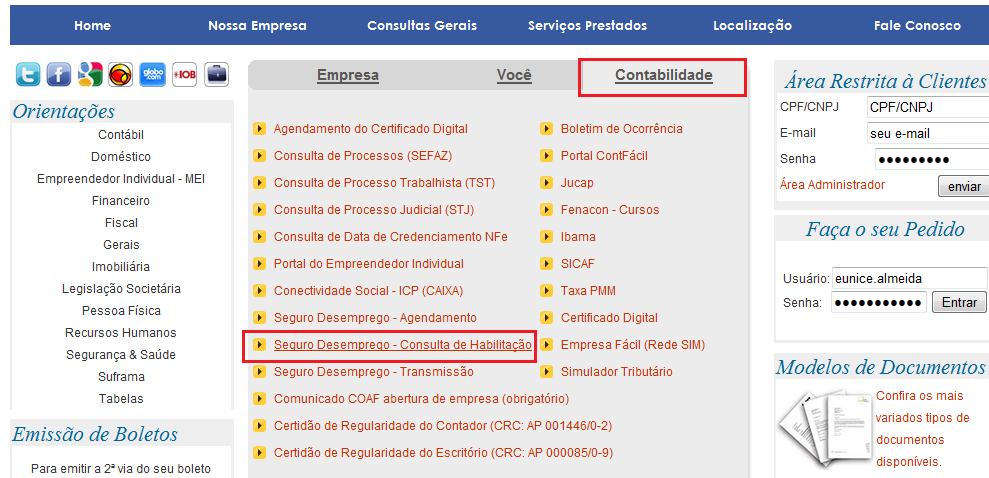 Home Nossa Empresa Consultas Gerais Serviços Prestados Localização Fale Conosco
globo.com
IOB
Orientações
Contábil
Doméstico
Empreendedor Individual - MEI
Financeiro
Fiscal
Gerais
Imobiliária
Legislação Societária
Pessoa Física
Recursos Humanos
Segurança & Saúde
Suframa
Tabelas
Emissão de Boletos
Para emitir a 2ª via do seu boleto
Empresa Você Contabilidade
Agendamento do Certificado Digital
Consulta de Processos (SEFAZ)
Consulta de Processo Trabalhista (TST)
Consulta de Processo Judicial (STJ)
Consulta de Data de Credenciamento NFe
Portal do Empreendedor Individual
Conectividade Social - ICP (CAIXA)
Seguro Desemprego - Agendamento
Seguro Desemprego - Consulta de Habilitação
Seguro Desemprego - Transmissão
Comunicado COAF abertura de empresa (obrigatório)
Certidão de Regularidade do Contador (CRC: AP 001446/0-2)
Certidão de Regularidade do Escritório (CRC: AP 000085/0-9)
Boletim de Ocorrência
Portal ContFácil
Jucap
Fenacon - Cursos
Ibama
SICAF
Taxa PMM
Certificado Digital
Empresa Fácil (Rede SIM)
Simulador Tributário
Área Restrita à Clientes
CPF/CNPJ CPF/CNPJ
E-mail seu e-mail
Senha ●●●●●●●●●
Área Administrador enviar
Faça o seu Pedido
Usuário: eunice.almeida
Senha: ●●●●●●●●●●● Entrar
Modelos de Documentos
Confira os mais
variados tipos de
documentos
disponíveis.